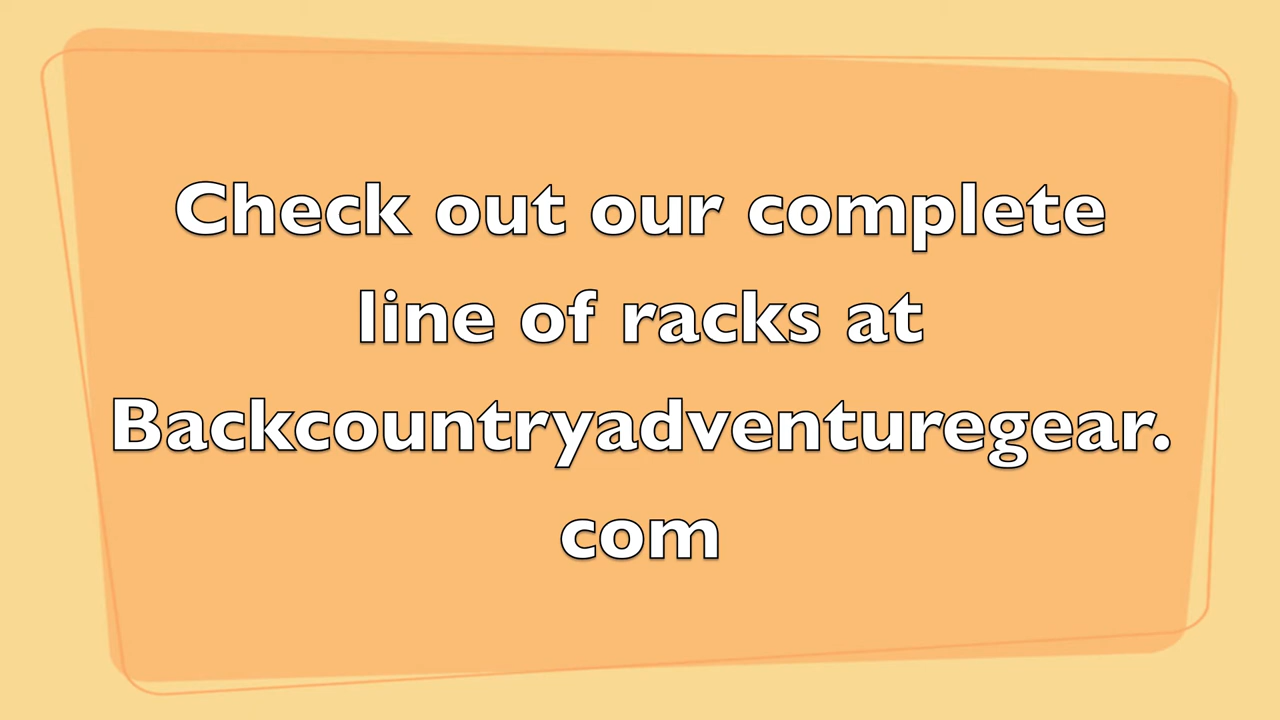 Check out our complete
line of racks at
Backcountryadventuregear.
com